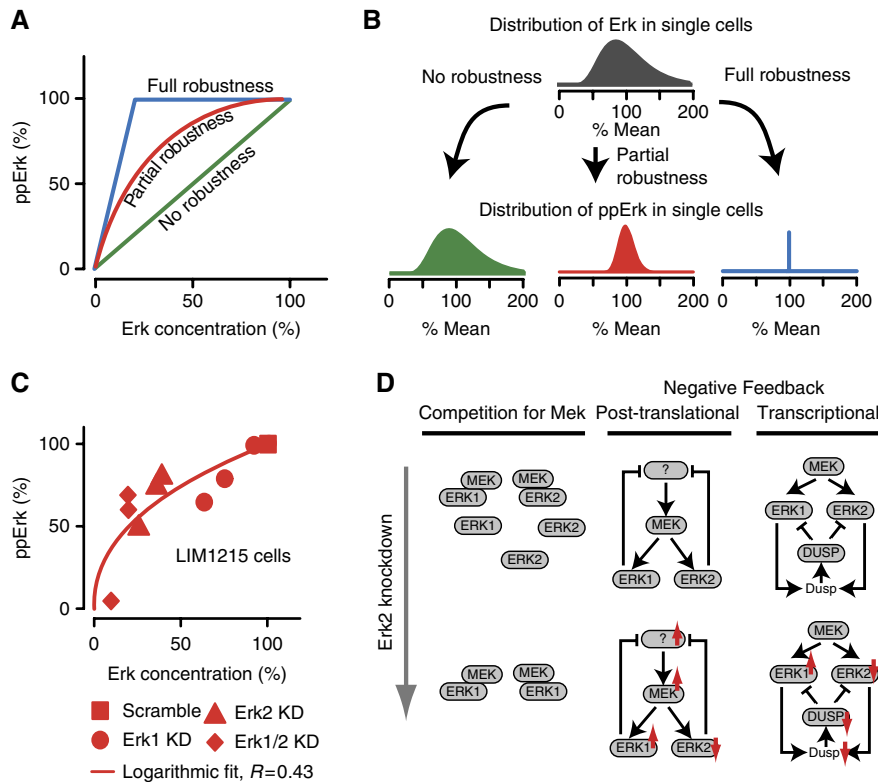 A
Full robustness
Partial robustness
No robustness
ppErk (%)
100
50
0
0 50 100
Erk concentration (%)
B
Distribution of Erk in single cells
No robustness
Full robustness
0 100 200
% Mean
Partial
robustness
Distribution of ppErk in single cells
0 100 200
% Mean
0 100 200
% Mean
0 100 200
% Mean
C
ppErk (%)
100
50
0
LIM1215 cells
0 50 100
Erk concentration (%)
Scramble
Erk2 KD
Erk1 KD
Erk1/2 KD
Logarithmic fit, R=0.43
D
Negative Feedback
Competition for Mek
Post-translational
Transcriptional
Erk2 knockdown
MEK
ERK1
MEK
ERK2
ERK1
ERK2
ERK2
?
MEK
ERK1
ERK2
MEK
ERK1
ERK2
DUSP
Dusp
MEK
ERK1
MEK
ERK1
?
MEK
ERK1
ERK2
MEK
ERK1
ERK2
DUSP
Dusp